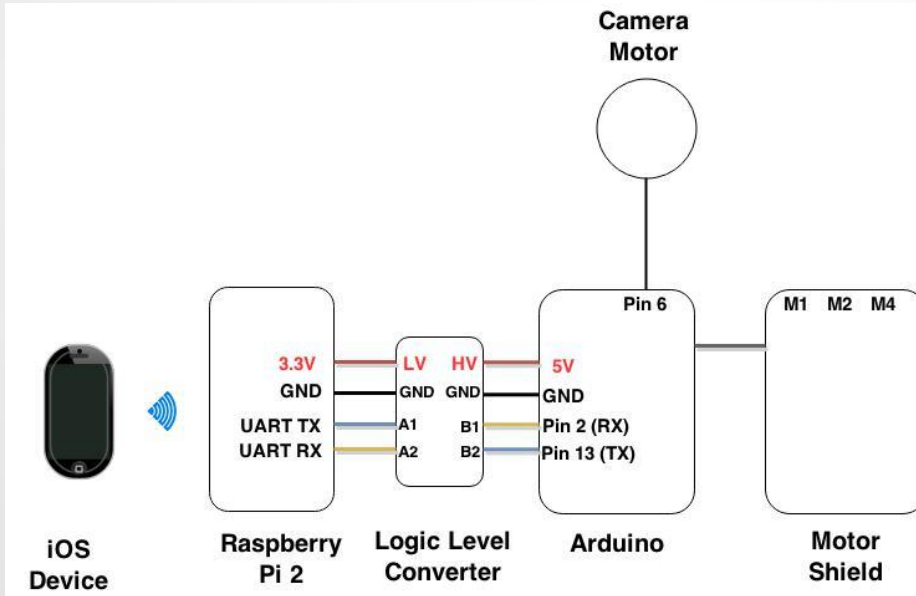 Camera
Motor
Pin 6
M1 M2 M4
3.3V
LV
HV
5V
GND
GND
GND
GND
UART TX
A1
B1
Pin 2 (RX)
UART RX
A2
B2
Pin 13 (TX)
iOS
Device
Raspberry
Pi 2
Logic Level
Converter
Arduino
Motor
Shield